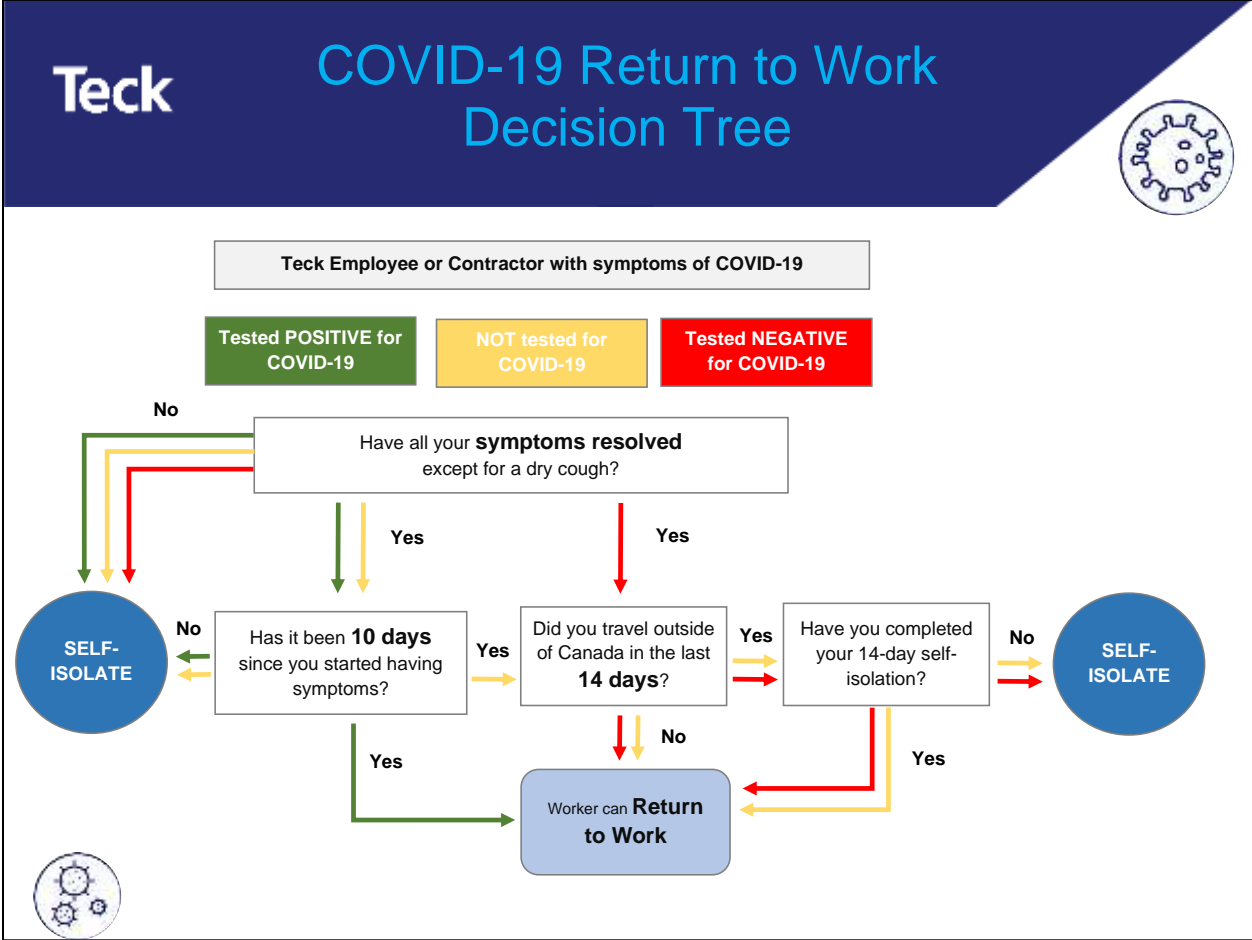 Teck
COVID-19 Return to Work
Decision Tree
Teck Employee or Contractor with symptoms of COVID-19
Tested POSITIVE for
COVID-19
NOT tested for
COVID-19
Tested NEGATIVE
for COVID-19
No
Have all your symptoms resolved
except for a dry cough?
Yes
Yes
SELF-
ISOLATE
No
Has it been 10 days
since you started having
symptoms?
Yes
Did you travel outside
of Canada in the last
14 days?
Yes
Have you completed
your 14-day self-
isolation?
No
SELF-
ISOLATE
Yes
No
Yes
Worker can Return
to Work